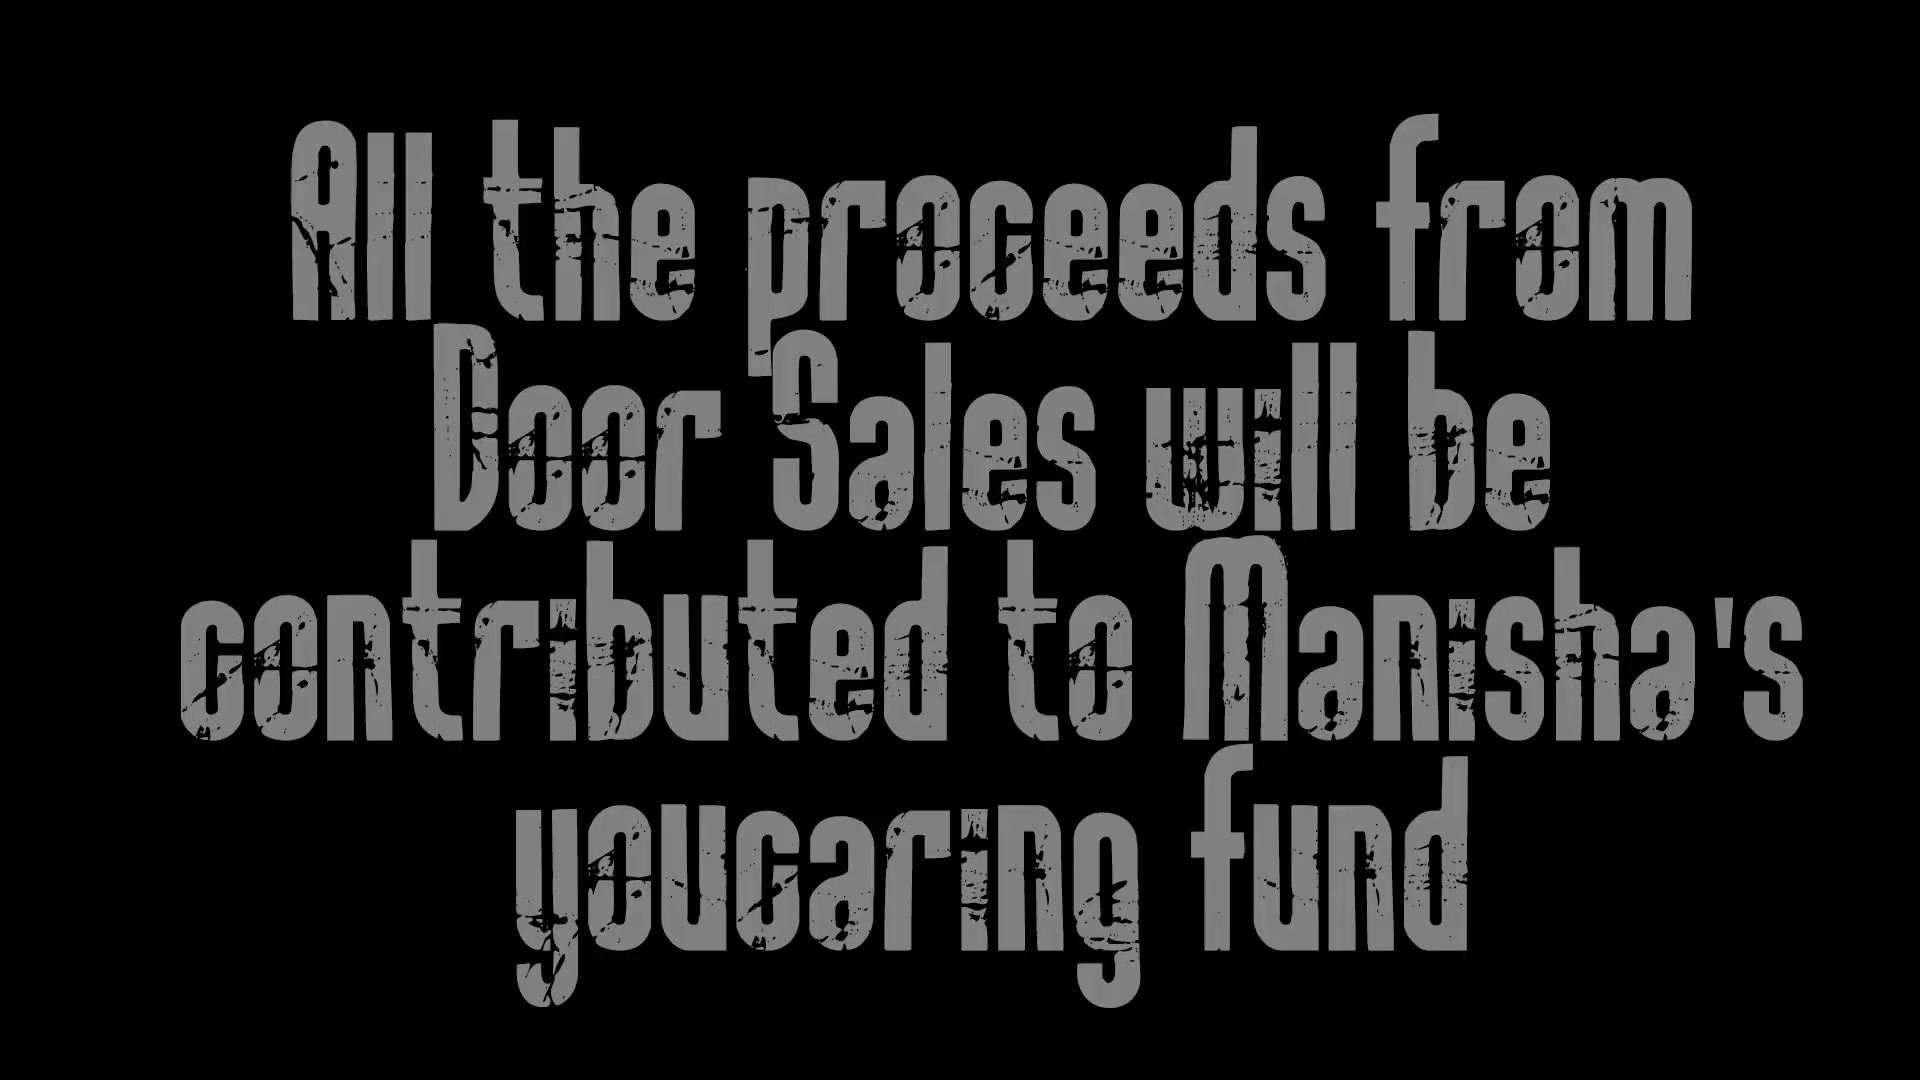 All the proceeds from
Door Sales will be
contributed to Manisha's
youcaring fund